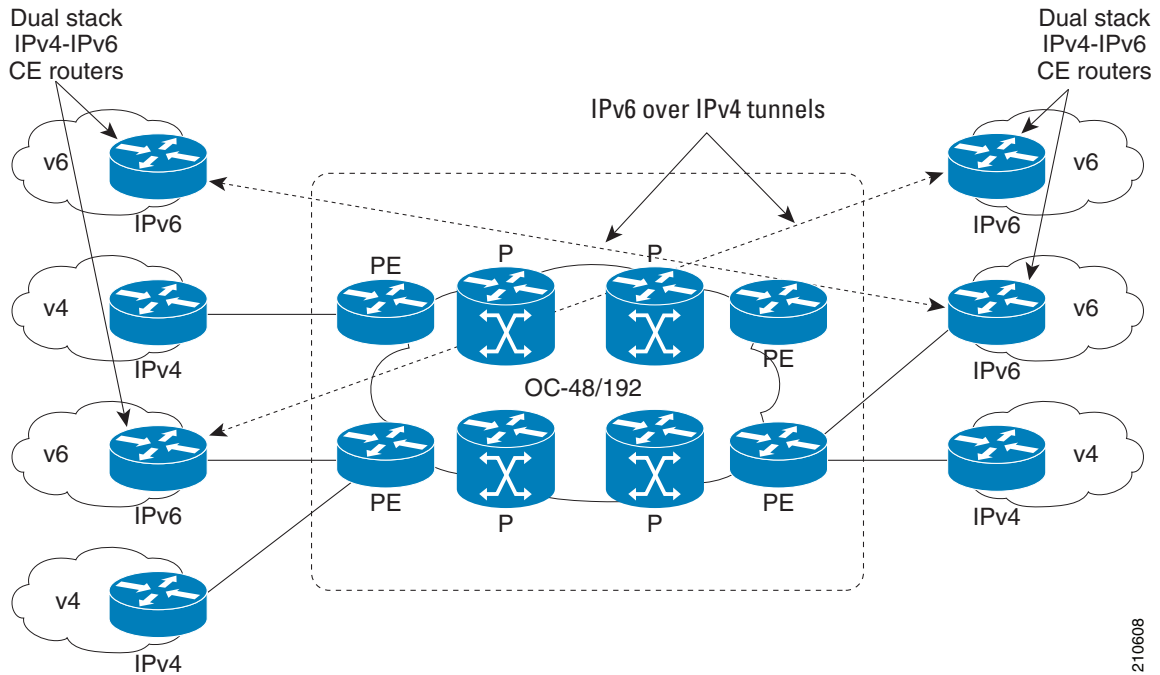 Dual stack
IPv4-IPv6
CE routers
Dual stack
IPv4-IPv6
CE routers
IPv6 over IPv4 tunnels
v6
IPv6
v6
IPv6
v4
IPv4
PE
P
P
PE
v6
IPv6
OC-48/192
v6
IPv6
PE
P
P
PE
v4
IPv4
v4
IPv4
210608